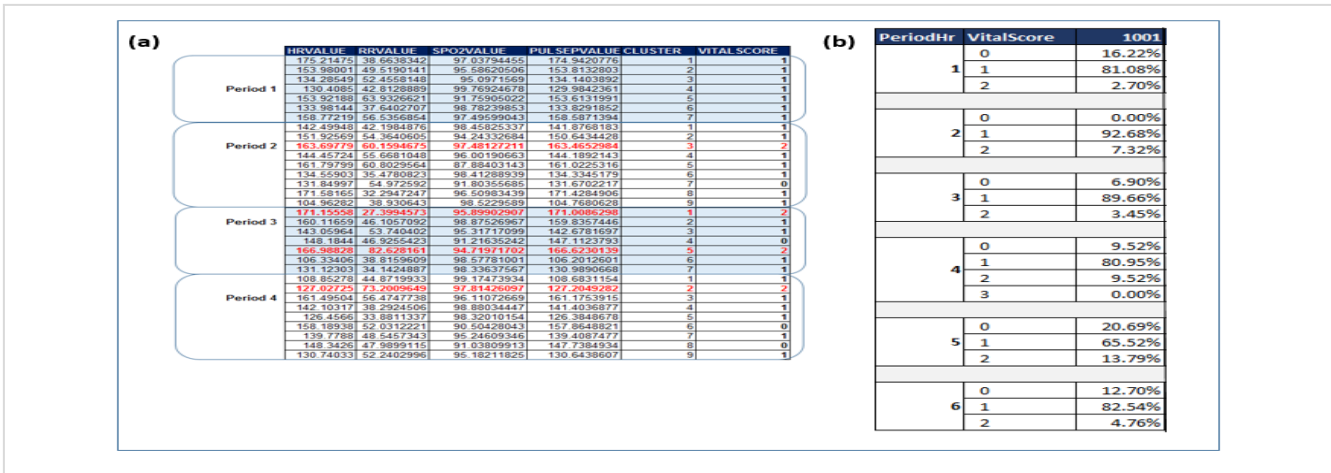 (a)
HRVALUE RRVALUE SPO2VALUE PULSEPVALUE CLUSTER VITALSCORE
175.21475 38.6638342 97.03794455 174.9420776 1 1
153.98001 49.5190141 95.58620506 153.8132803 2 1
134.28549 52.4558148 95.0971569 134.1403892 3 1
Period 1 130.4085 42.8128889 99.76924678 129.9842361 4 1
153.92188 63.9326621 91.75905022 153.6131991 5 1
133.98144 37.6402707 98.78239853 133.8291852 6 1
158.77219 56.5356854 97.49599043 158.5871394 7 1
142.49948 42.1984876 98.45825337 141.8768183 1 1
151.92569 54.3640605 94.24332684 150.6434428 2 1
Period 2 163.69779 60.1594675 97.48127211 163.4652984 3 2
144.45724 55.6681048 96.00190663 144.1892143 4 1
161.79799 60.8029564 87.88403143 161.0225316 5 1
134.55903 35.4780823 98.41288939 134.3345179 6 1
131.84997 54.972592 91.80355685 131.6702217 7 0
171.58165 32.2947247 96.50983439 171.4284906 8 1
104.96282 38.930643 98.5229589 104.7680628 9 1
171.15558 27.3994573 95.89902907 171.0086298 1 2
Period 3 160.11659 46.1057092 98.87526967 159.8357446 2 1
143.05964 53.740402 95.31717099 142.6781697 3 1
148.1844 46.9255423 91.21635242 147.1123793 4 0
166.98828 82.628161 94.71971702 166.6230139 5 2
106.33406 38.8159609 98.57781001 106.2012601 6 1
131.12303 34.1424887 98.33637567 130.9890668 7 1
108.85278 44.8719933 99.17473934 108.6831154 1 1
127.02725 73.2009649 97.81426097 127.2049282 2 2
Period 4 161.49504 56.4747738 96.11072669 161.1753915 3 1
142.10317 38.2924506 98.88034447 141.4036877 4 1
126.4566 33.8811337 98.32010154 126.3848678 5 1
158.18938 52.0312221 90.50428043 157.8648821 6 0
139.7788 48.5457343 95.24609346 139.4087477 7 1
148.3426 47.9899115 91.03809913 147.7384934 8 0
130.74033 52.2402996 95.18211825 130.6438607 9 1
(b)
PeriodHr VitalScore 1001
0 16.22%
1 1 81.08%
2 2.70%
0 0.00%
2 1 92.68%
2 7.32%
0 6.90%
3 1 89.66%
2 3.45%
0 9.52%
1 80.95%
4 2 9.52%
3 0.00%
0 20.69%
5 1 65.52%
2 13.79%
0 12.70%
6 1 82.54%
2 4.76%